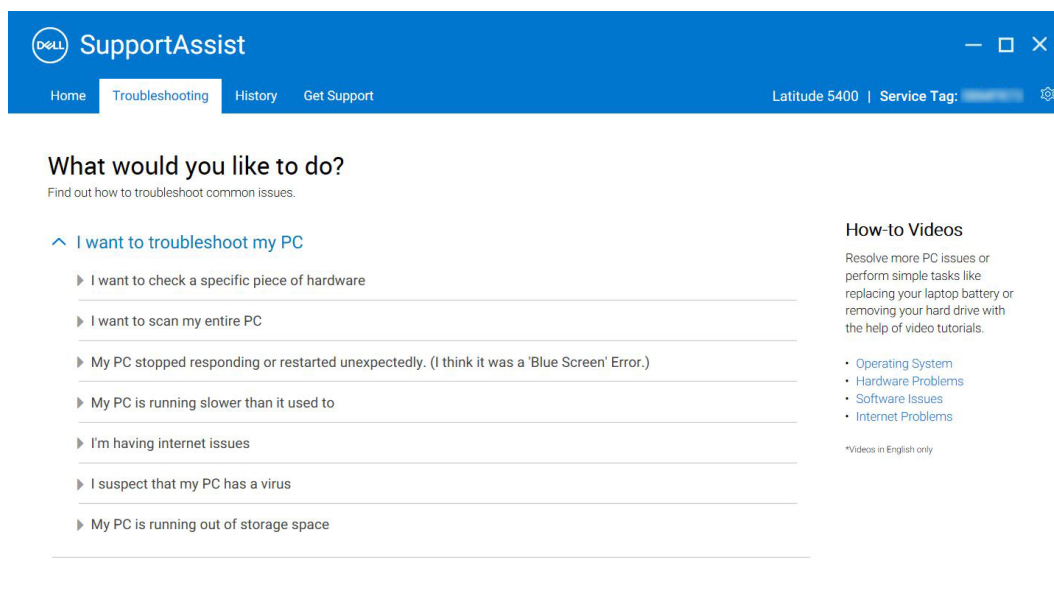 DELL SupportAssist
Home Troubleshooting History Get Support Latitude 5400 | Service Tag:
What would you like to do?
Find out how to troubleshoot common issues.
I want to troubleshoot my PC
I want to check a specific piece of hardware
I want to scan my entire PC
My PC stopped responding or restarted unexpectedly. (I think it was a 'Blue Screen' Error.)
My PC is running slower than it used to
I'm having internet issues
I suspect that my PC has a virus
My PC is running out of storage space
How-to Videos
Resolve more PC issues or
perform simple tasks like
replacing your laptop battery or
removing your hard drive with
the help of video tutorials.
• Operating System
• Hardware Problems
• Software Issues
• Internet Problems
*Videos in English only